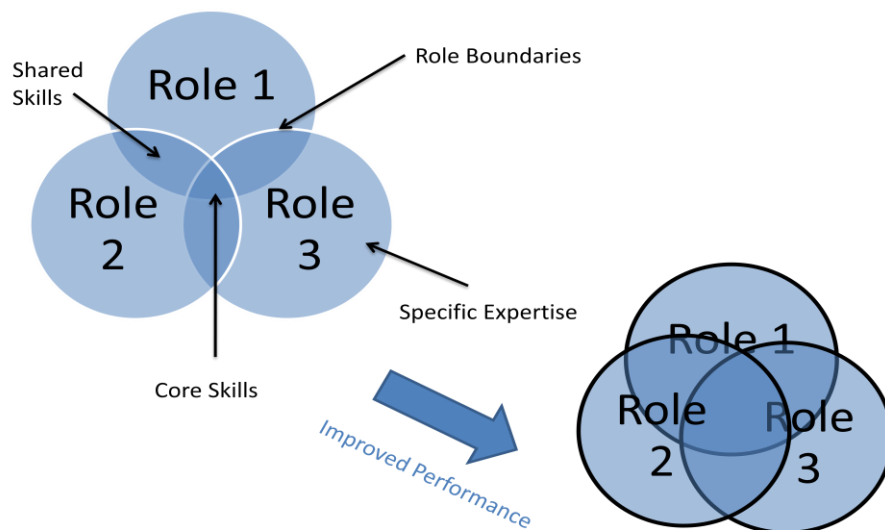 Role 1
Shared
Skills
Role Boundaries
Role
2
Role
3
Specific Expertise
Core Skills
Improved Performance
Role 1
Role
2
Role
3